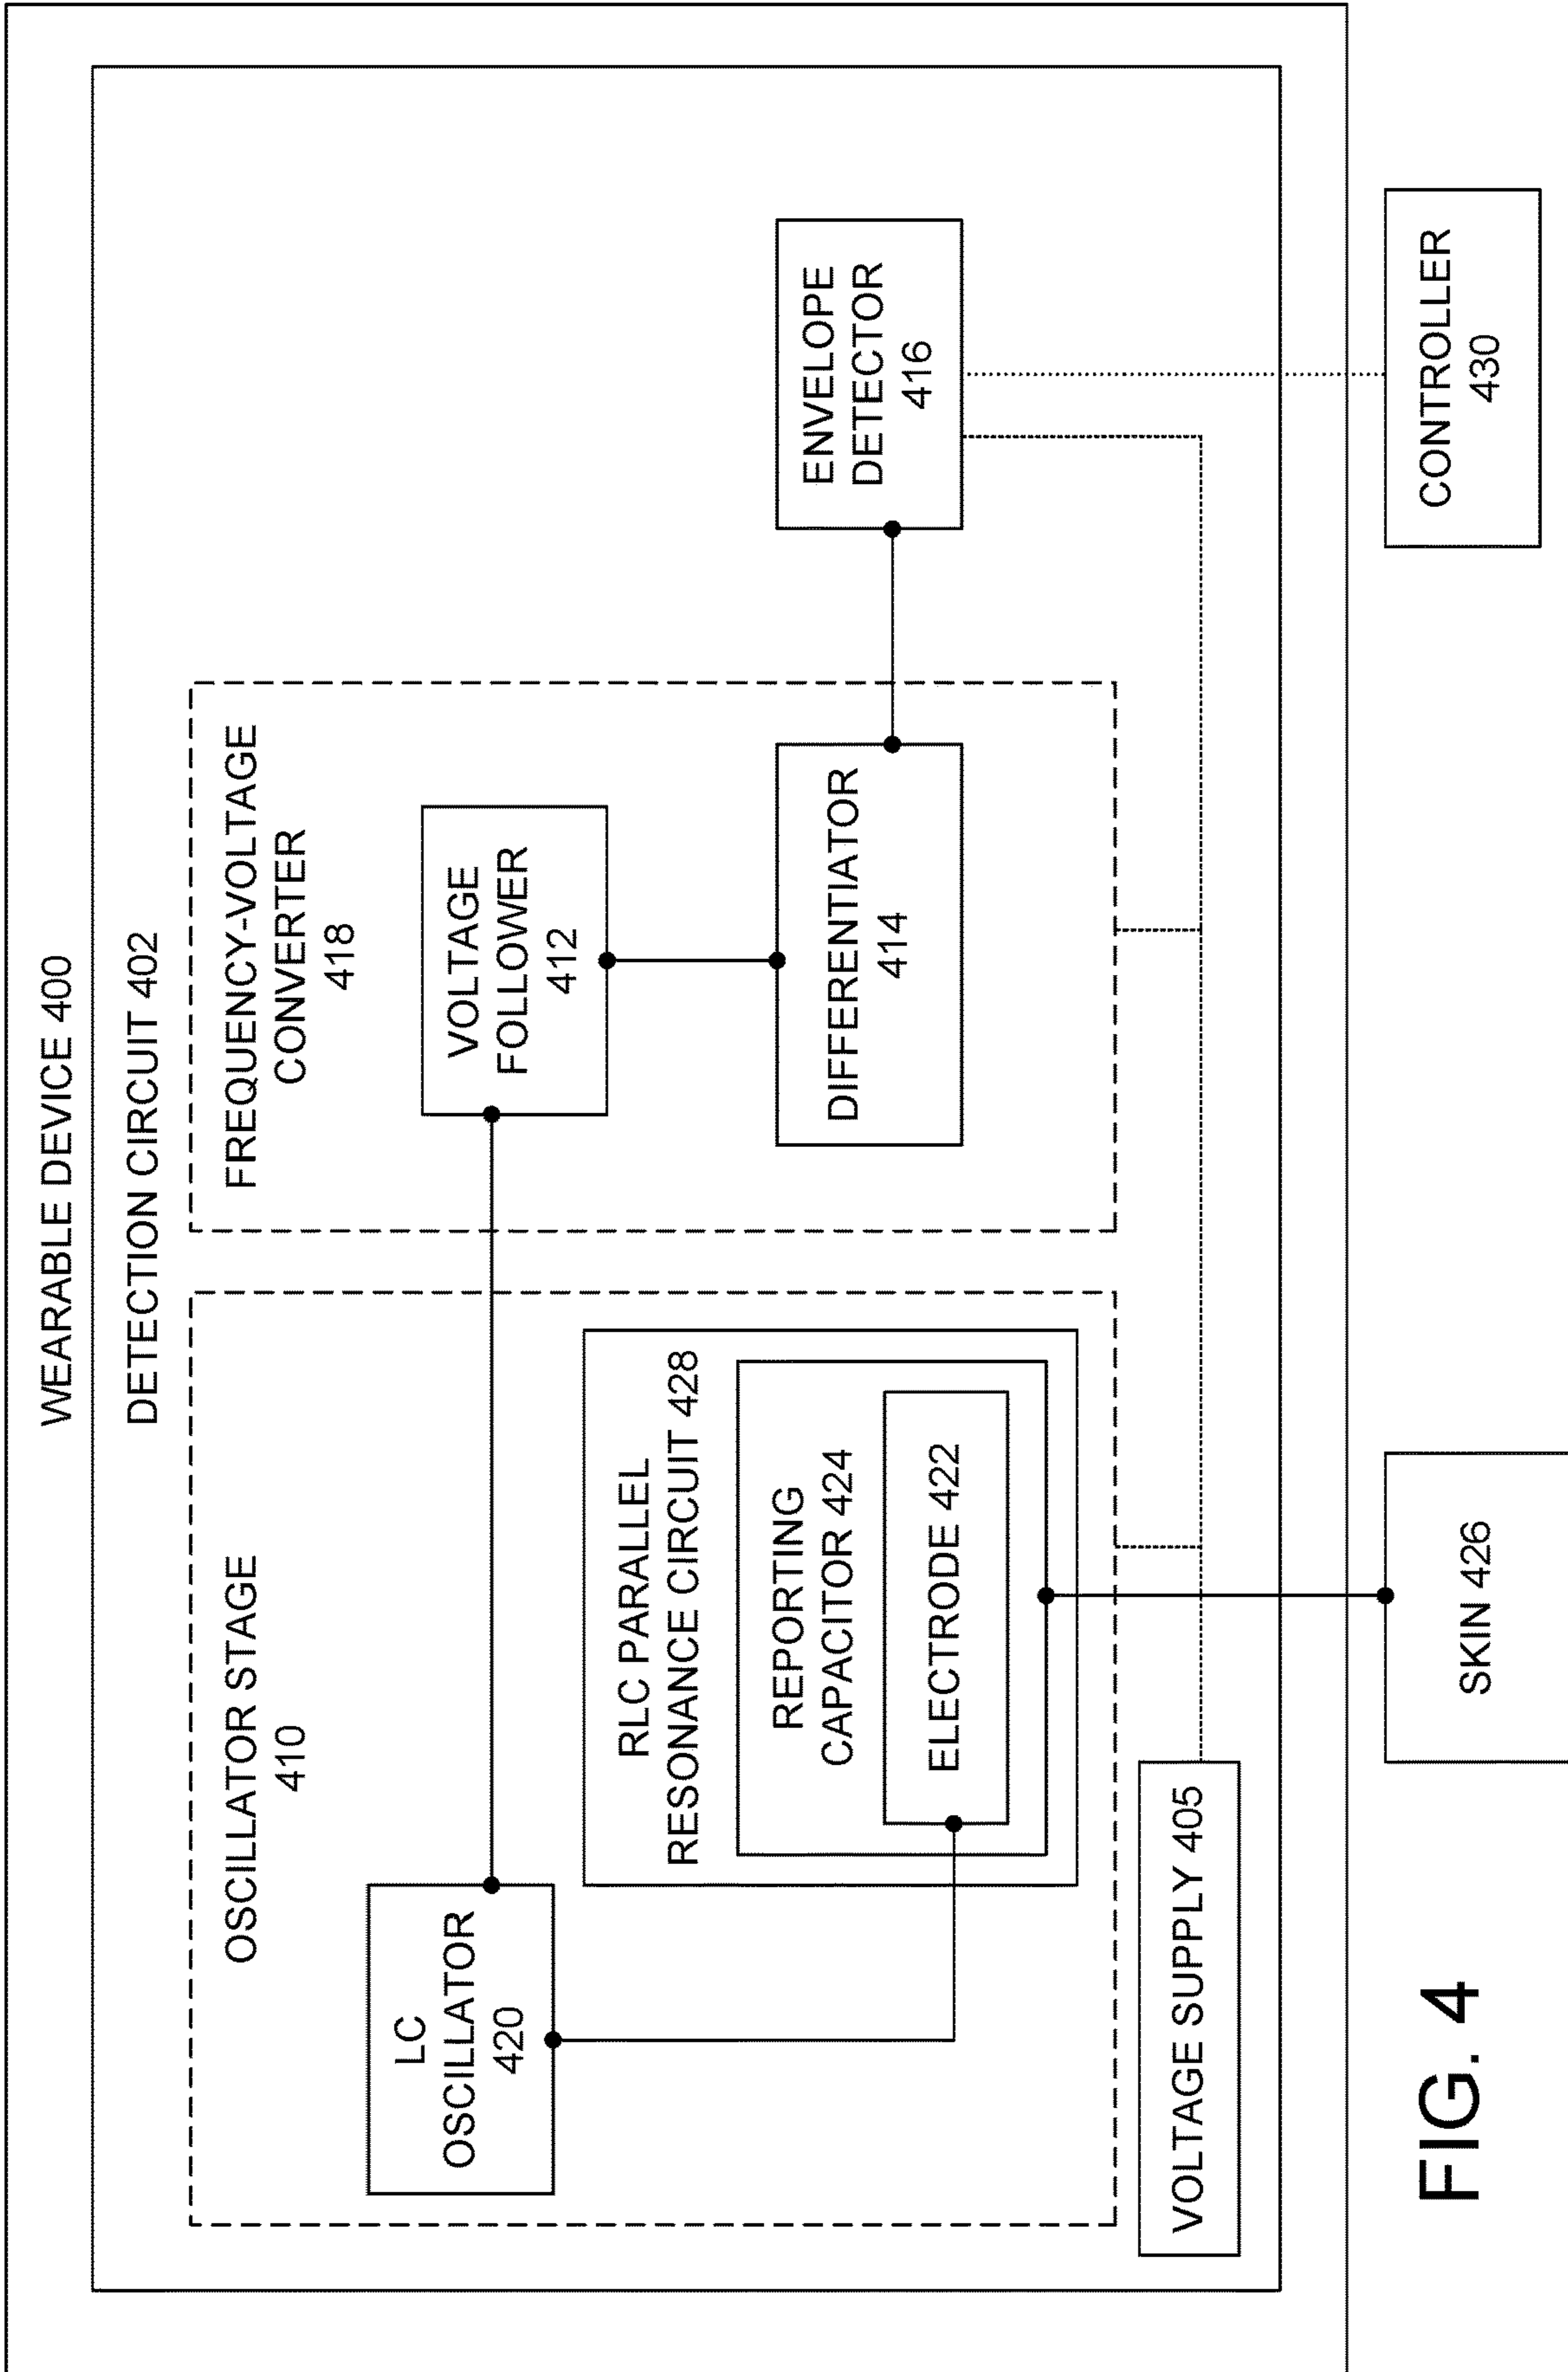 WEARABLE DEVICE 400
DETECTION CIRCUIT 402
OSCILLATOR STAGE
410
LC
OSCILLATOR
420
RLC PARALLEL
RESONANCE CIRCUIT 428
REPORTING
CAPACITOR 424
ELECTRODE 422
FREQUENCY-VOLTAGE
CONVERTER
418
VOLTAGE
FOLLOWER
412
DIFFERENTIATOR
414
ENVELOPE
DETECTOR
416
VOLTAGE SUPPLY 405
SKIN 426
CONTROLLER
430
FIG. 4